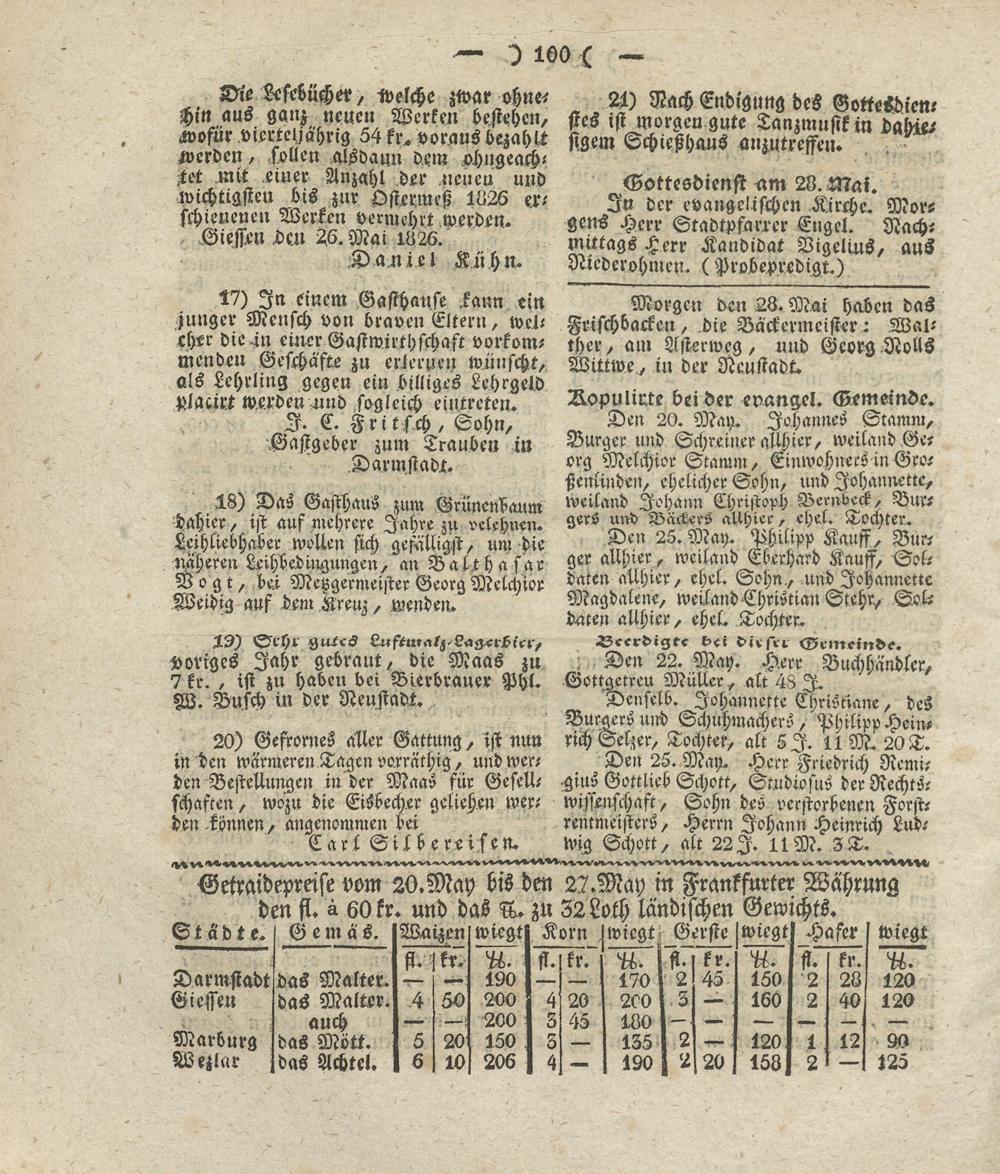 — ) 100 ( —
Die Lesebücher, welche zwar ohne-
hin aus ganz neuen Werken bestehen,
wofür vierteljährig 54 kr. voraus bezahlt
werden, sollen alsdann dem ohngeach-
tet mit einer Anzahl der neuen und
wichtigsten bis zur Ostermeß 1826 er-
schienenen Werken vermehrt werden.
Giessen den 26. Mai 1826.
Daniel Kühn.
17) In einem Gasthause kann ein
junger Mensch von braven Eltern, wel-
cher die in einer Gastwirthschaft vorkom-
menden Geschäfte zu erlernen wünscht,
als Lehrling gegen ein billiges Lehrgeld
placirt werden und sogleich eintreten.
J. C. Fritsch, Sohn,
Gastgeber zum Trauben in
Darmstadt.
18) Das Gasthaus zum Grünenbaum
dahier, ist auf mehrere Jahre zu velehnen.
Leihliebhaber wollen sich gefälligst, um die
näheren Leihbedingungen, an Balthasar
Vogt, bei Metzgermeister Georg Melchior
Weidig auf dem Kreuz, wenden.
19) Sehr gutes Luftmalz-Lagerbier,
voriges Jahr gebraut, die Maas zu
7 kr., ist zu haben bei Bierbrauer Phl.
W. Busch in der Neustadt.
20) Gefrornes aller Gattung, ist nun
in den wärmeren Tagen vorräthig, und wer-
den Bestellungen in der Maas für Gesell-
schaften, wozu die Eisbecher geliehen wer-
den können, angenommen bei
Carl Silbereisen.
21) Nach Endigung des Gottesdien-
stes ist morgen gute Tanzmusik in dahie-
sigem Schießhaus anzutreffen.
Gottesdienst am 28. Mai.
In der evangelischen Kirche. Mor-
gens Herr Stadtpfarrer Engel. Nach-
mittags Herr Kandidat Vigelius, aus
Niederohmen. (Probepredigt.)
Morgen den 28. Mai haben das
Frischbacken, die Bäckermeister: Wal-
ther, am Asterweg, und Georg Nolls
Wittwe, in der Neustadt.
Kopulirte bei der evangel. Gemeinde.
Den 20. May. Johannes Stamm,
Burger und Schreiner allhier, weiland Ge-
org Melchior Stamm, Einwohners in Gro-
ßenlinden, ehelicher Sohn, und Johannette,
weiland Johann Christoph Bernbeck, Bur-
gers und Bäckers allhier, ehel. Tochter.
Den 25. May. Philipp Kauff, Bur-
ger allhier, weiland Eberhard Kauff, Sol-
daten allhier, ehel. Sohn, und Johannette
Magdalene, weiland Christian Stehr, Sol-
daten allhier, ehel. Tochter.
Beerdigte bei dieser Gemeinde.
Den 22. May. Herr Buchhändler,
Gottgetreu Müller, alt 48 J.
Denselb. Johannette Christiane, des
Burgers und Schuhmachers, Philipp Hein-
rich Selzer, Tochter, alt 5 J. 11 M. 20 T.
Den 25. May. Herr Friedrich Remi-
gius Gottlieb Schott, Studiosus der Rechts-
wissenschaft, Sohn des verstorbenen Forst-
rentmeisters, Herrn Johann Heinrich Lud-
wig Schott, alt 22 J. 11 M. 3 T.
Getraidepreise vom 20. May bis den 27. May in Frankfurter Währung
den fl. à 60 kr. und das ℔. zu 32 Loth ländischen Gewichts.
Städte. Gemäs. Waizen wiegt Korn wiegt Gerste wiegt Hafer wiegt
fl. kr. ℔. fl. kr. ℔. fl. kr. ℔. fl. kr. ℔.
Darmstadt das Malter. — — 190 — — 170 2 45 150 2 28 120
Giessen das Malter. 4 50 200 4 20 200 3 — 160 2 40 120
auch — — 200 3 45 180 — — — — — —
Marburg das Mött. 5 20 150 3 — 135 2 — 120 1 12 90
Wezlar das Achtel. 6 10 206 4 — 190 2 20 158 2 — 125